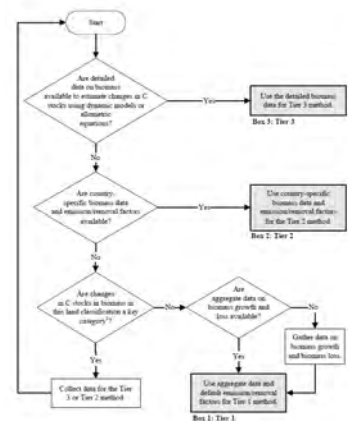 Start
Are detailed
data on biomass
available to estimate changes in C
stocks using dynamic models or
allometric
equations?
Yes
Use the detailed biomass
data for Tier 3 method.
Box 3: Tier 3
No
Are country-
specific biomass data
and emission/removal factors
available?
Yes
Use country-specific
biomass data and
emission/removal factors
for the Tier 2 method.
Box 2: Tier 2
No
Are changes
in C stocks in biomass in
this land classification a key
category¹?
No
Are
aggregate data on
biomass growth and
loss available?
No
Gather data on
biomass growth
and biomass loss.
Yes
Yes
Collect data for the Tier
3 or Tier 2 method.
Use aggregate data and
default emission/removal
factors for Tier 1 method.
Box 1: Tier 1